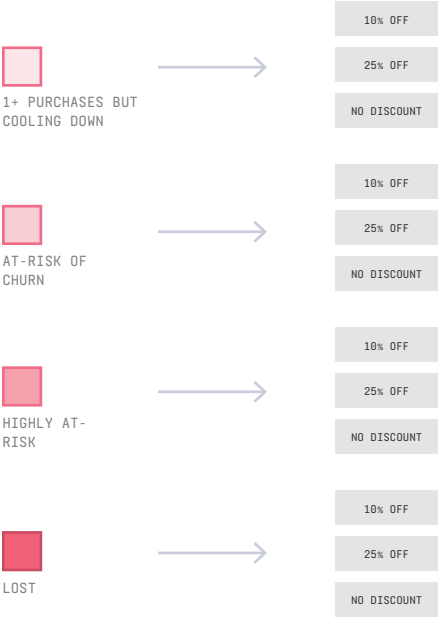 10% OFF
25% OFF
1+ PURCHASES BUT
COOLING DOWN
NO DISCOUNT
10% OFF
25% OFF
AT-RISK OF
CHURN
NO DISCOUNT
10% OFF
25% OFF
HIGHLY AT-
RISK
NO DISCOUNT
10% OFF
25% OFF
LOST
NO DISCOUNT